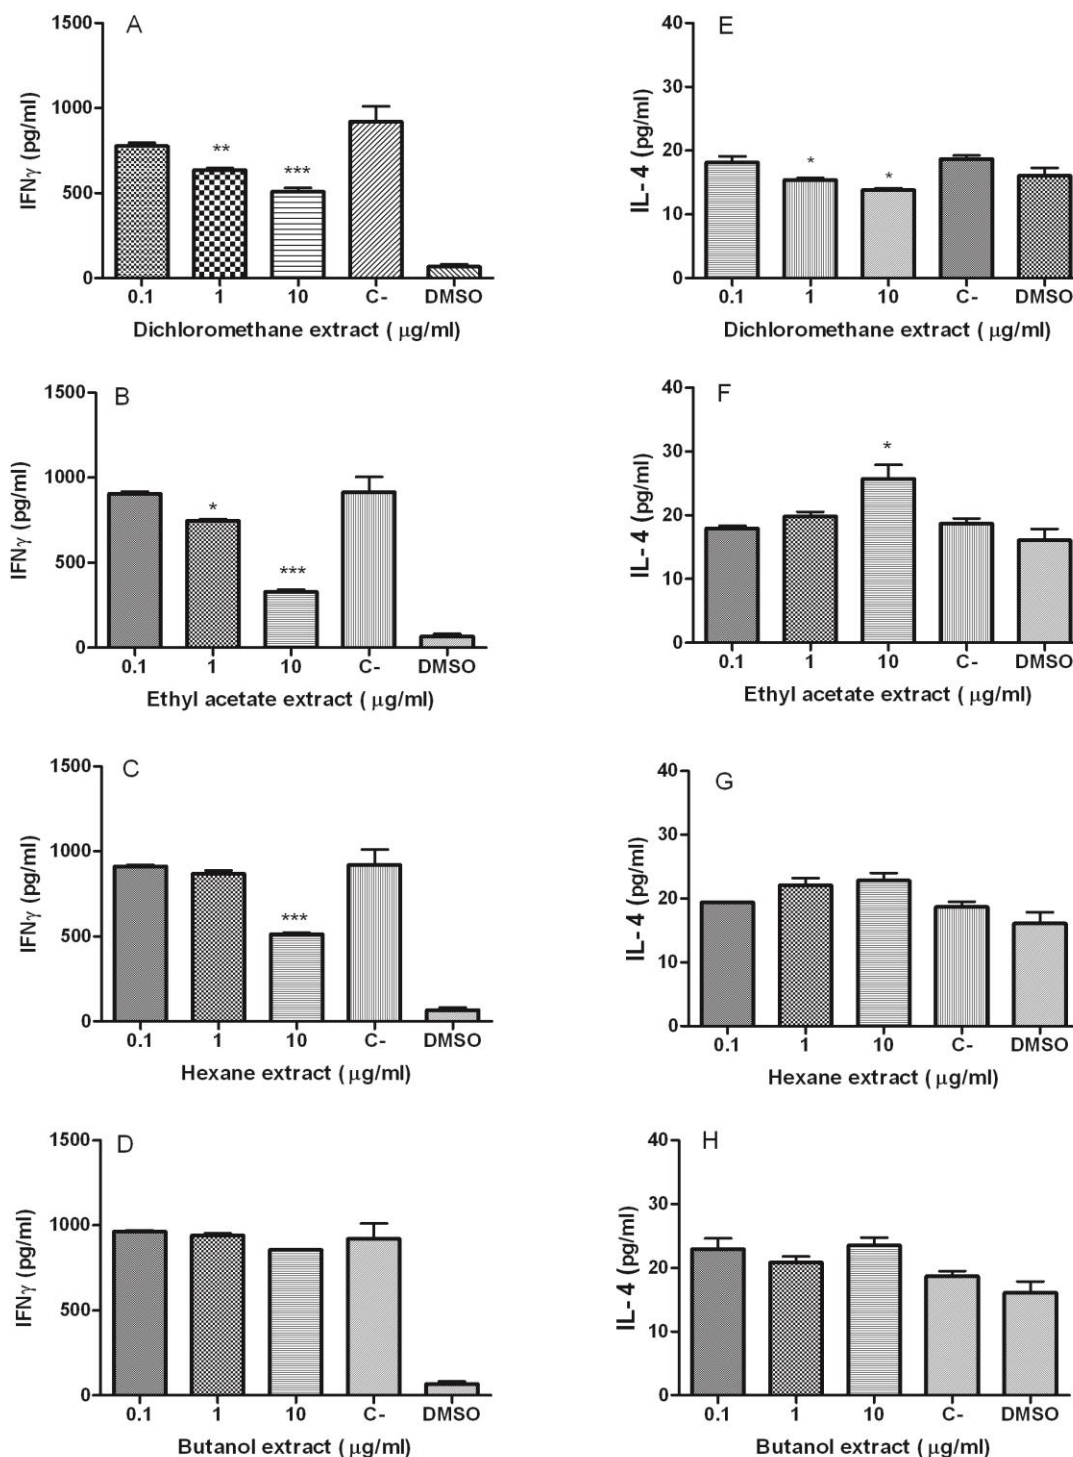 A
IFNγ (pg/ml)
1500
1000
500
0
**
***
0.1 1 10 C- DMSO
Dichloromethane extract ( μg/ml)
E
IL-4 (pg/ml)
40
30
20
10
0
*
*
0.1 1 10 C- DMSO
Dichloromethane extract ( μg/ml)
B
IFNγ (pg/ml)
1500
1000
500
0
*
***
0.1 1 10 C- DMSO
Ethyl acetate extract ( μg/ml)
F
IL-4 (pg/ml)
40
30
20
10
0
*
0.1 1 10 C- DMSO
Ethyl acetate extract ( μg/ml)
C
IFNγ (pg/ml)
1500
1000
500
0
***
0.1 1 10 C- DMSO
Hexane extract ( μg/ml)
G
IL-4 (pg/ml)
40
30
20
10
0
0.1 1 10 C- DMSO
Hexane extract ( μg/ml)
D
IFNγ (pg/ml)
1500
1000
500
0
0.1 1 10 C- DMSO
Butanol extract ( μg/ml)
H
IL-4 (pg/ml)
40
30
20
10
0
0.1 1 10 C- DMSO
Butanol extract ( μg/ml)